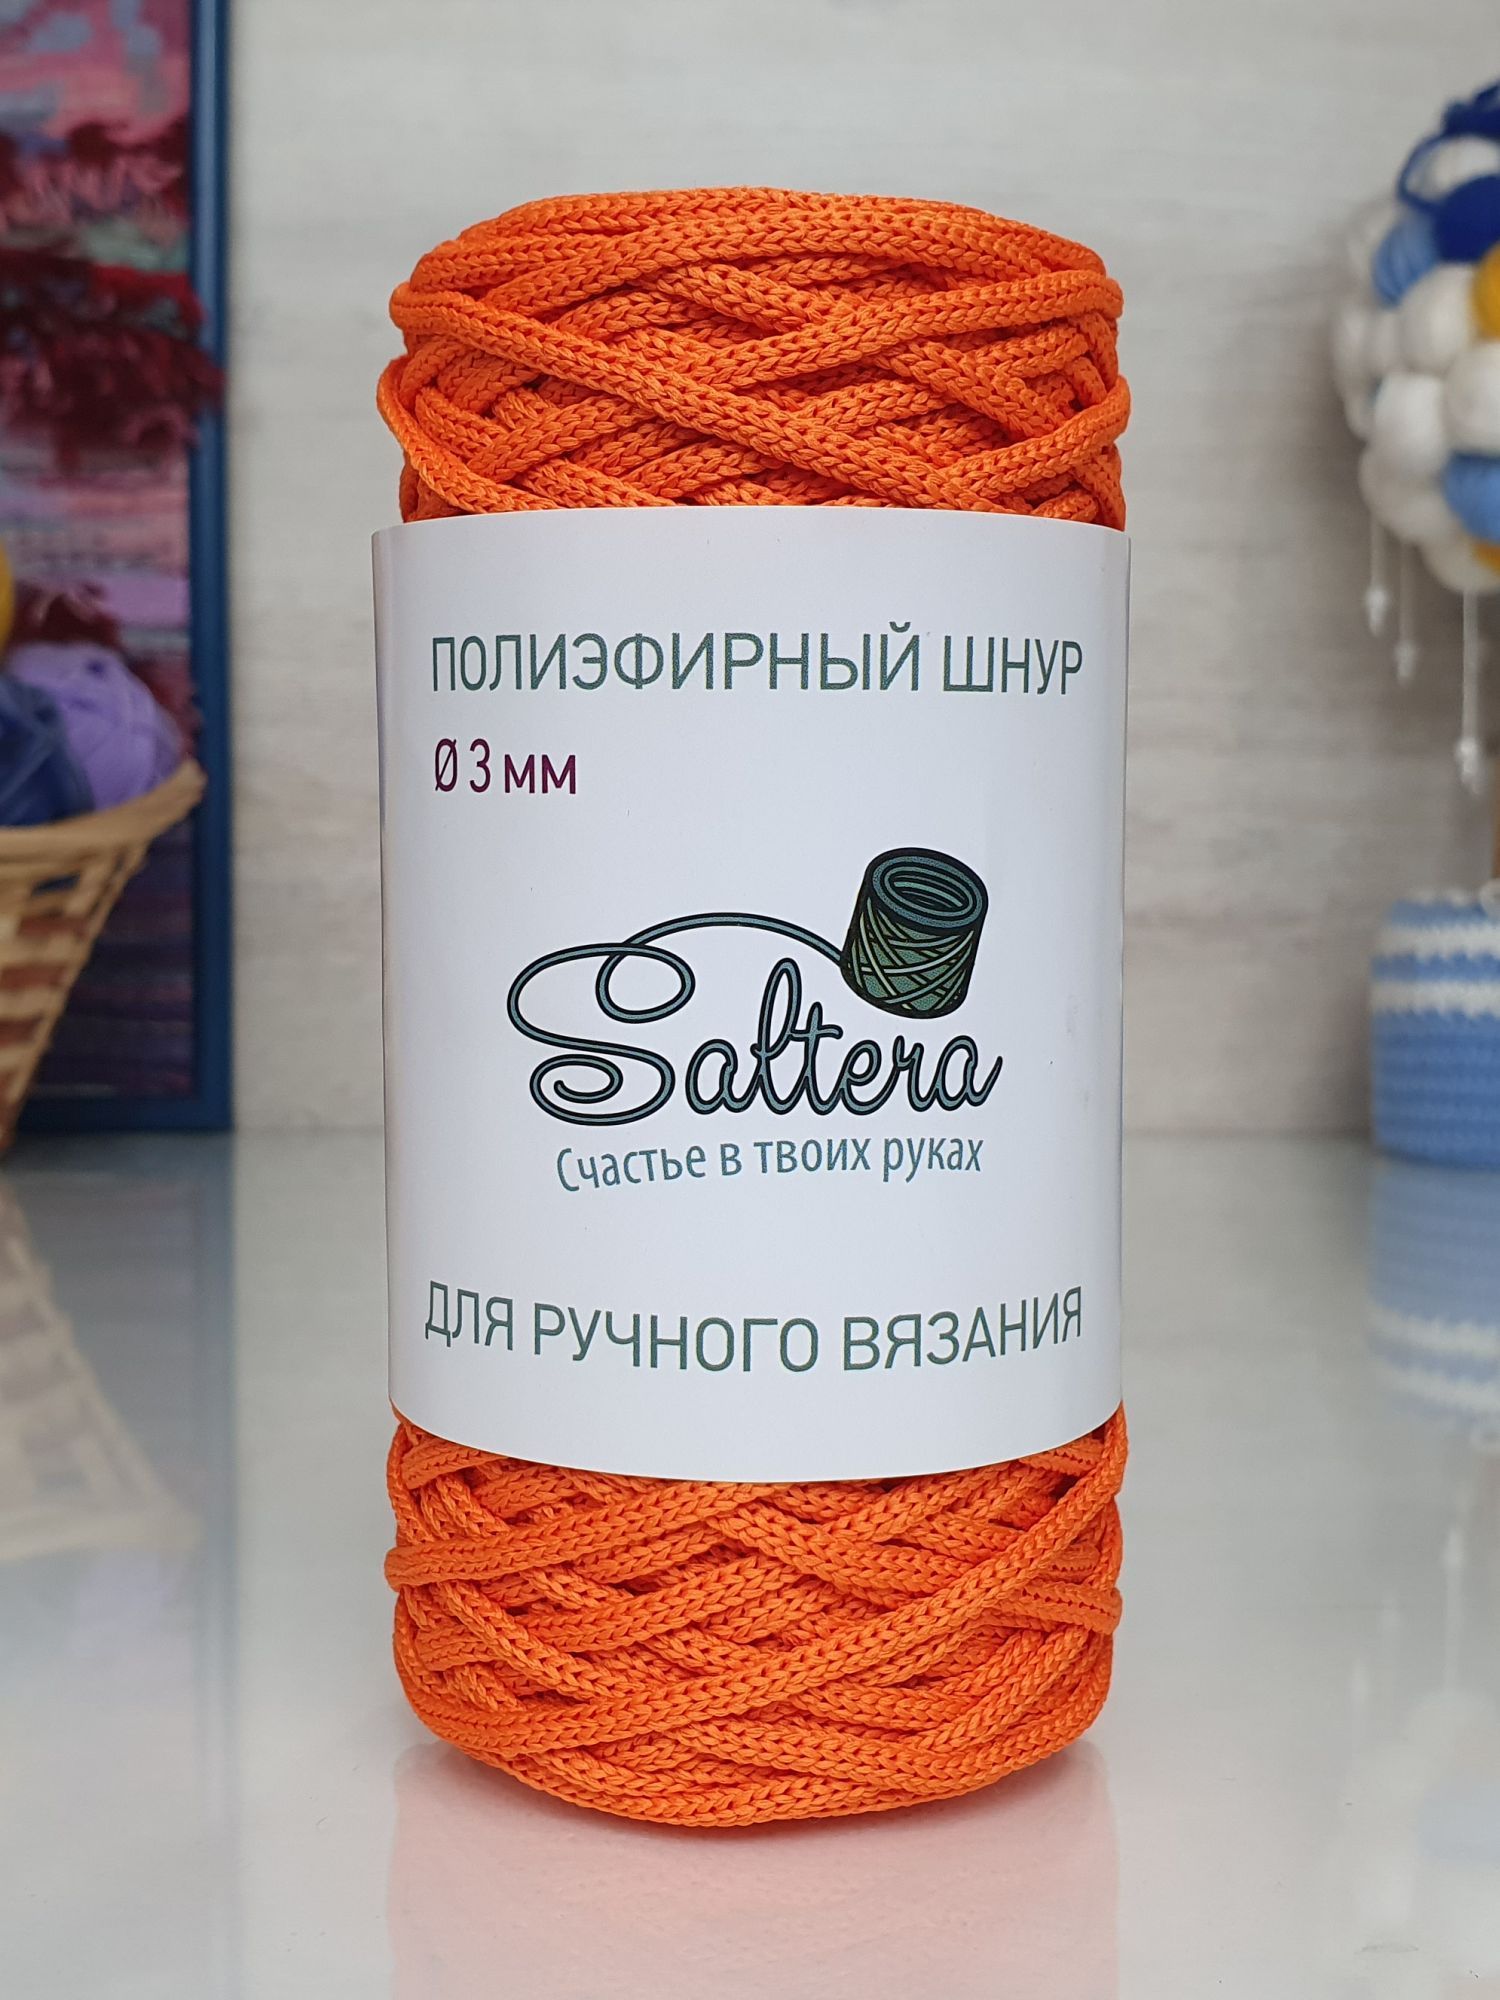 ПОЛИЭФИРНЫЙ ШНУР
Ø 3 мм
Saltera
Счастье в твоих руках
ДЛЯ РУЧНОГО ВЯЗАНИЯ